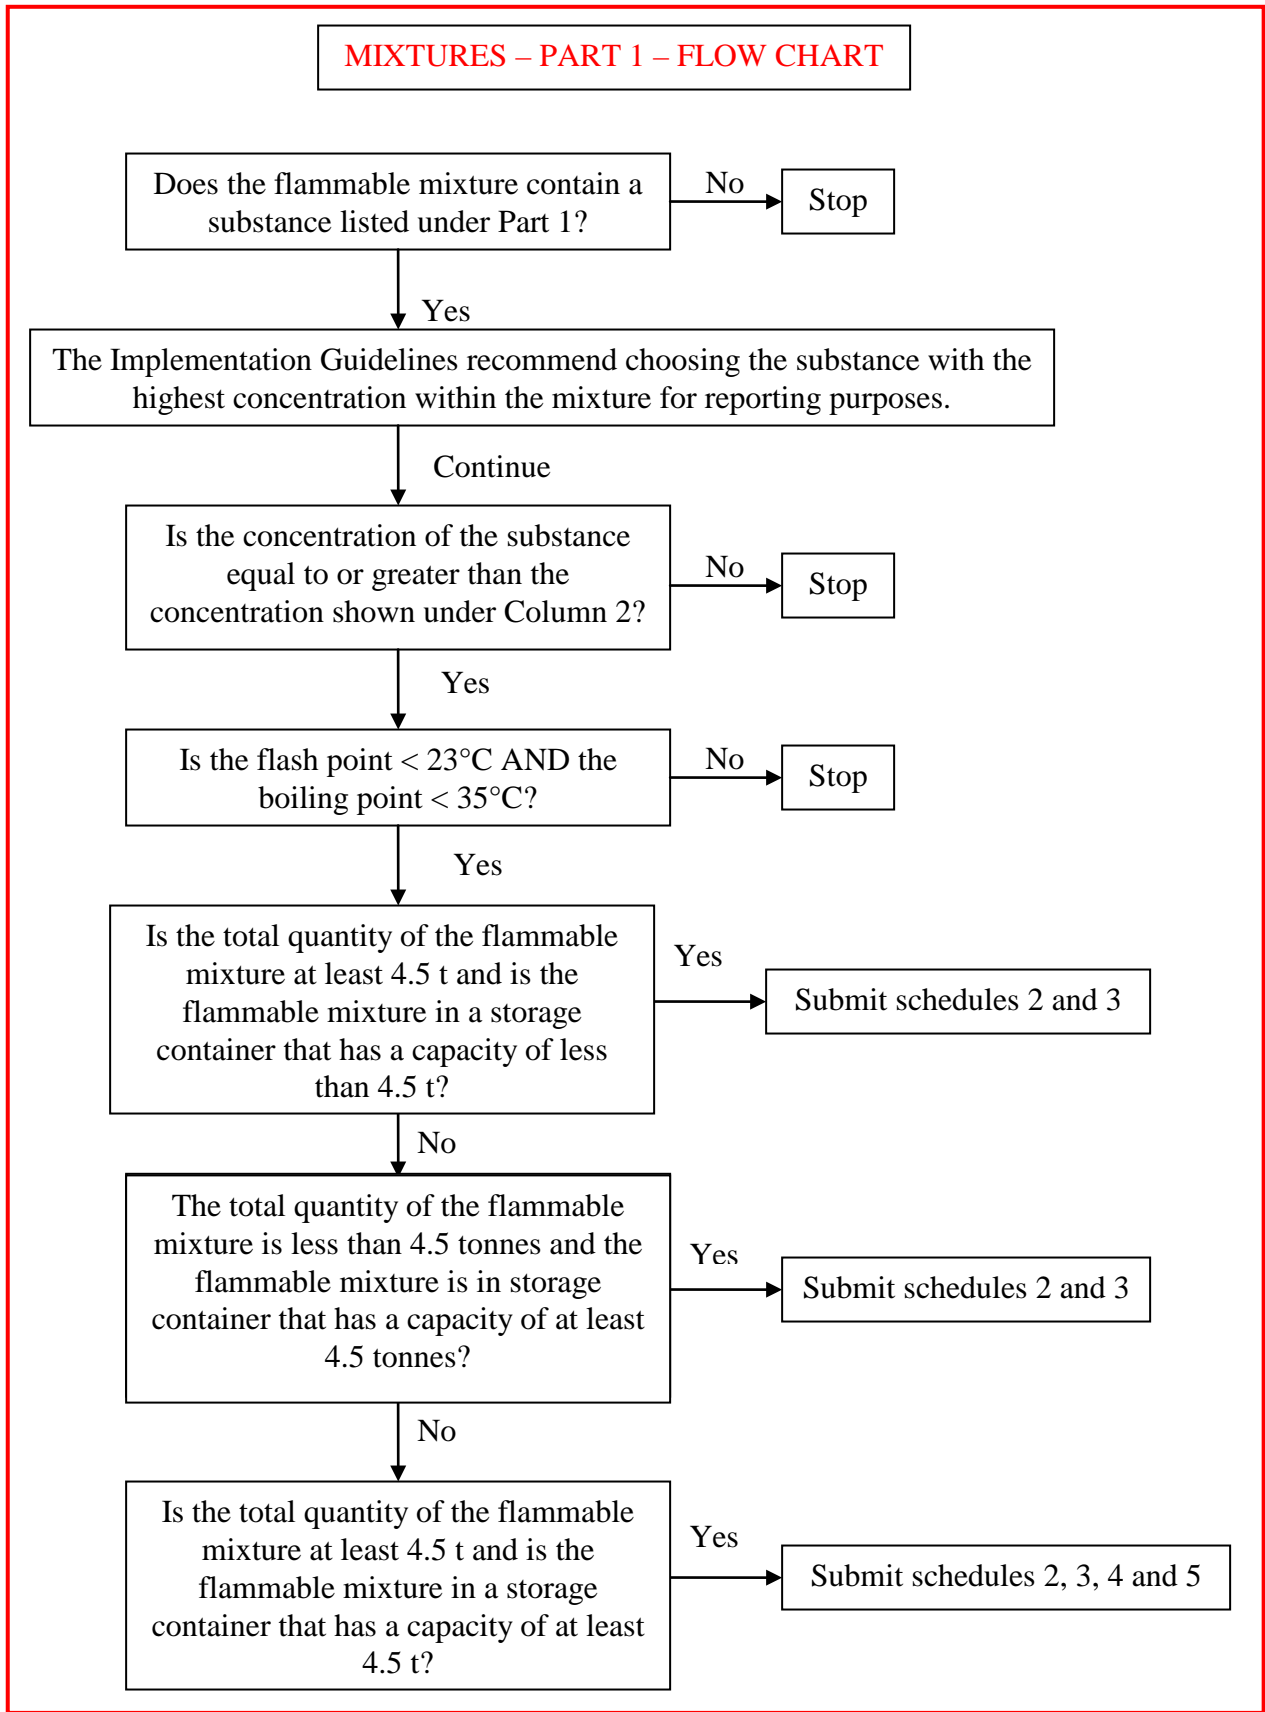 MIXTURES – PART 1 – FLOW CHART
Does the flammable mixture contain a
substance listed under Part 1?
No
Stop
Yes
The Implementation Guidelines recommend choosing the substance with the
highest concentration within the mixture for reporting purposes.
Continue
Is the concentration of the substance
equal to or greater than the
concentration shown under Column 2?
No
Stop
Yes
Is the flash point < 23°C AND the
boiling point < 35°C?
No
Stop
Yes
Is the total quantity of the flammable
mixture at least 4.5 t and is the
flammable mixture in a storage
container that has a capacity of less
than 4.5 t?
Yes
Submit schedules 2 and 3
No
The total quantity of the flammable
mixture is less than 4.5 tonnes and the
flammable mixture is in storage
container that has a capacity of at least
4.5 tonnes?
Yes
Submit schedules 2 and 3
No
Is the total quantity of the flammable
mixture at least 4.5 t and is the
flammable mixture in a storage
container that has a capacity of at least
4.5 t?
Yes
Submit schedules 2, 3, 4 and 5